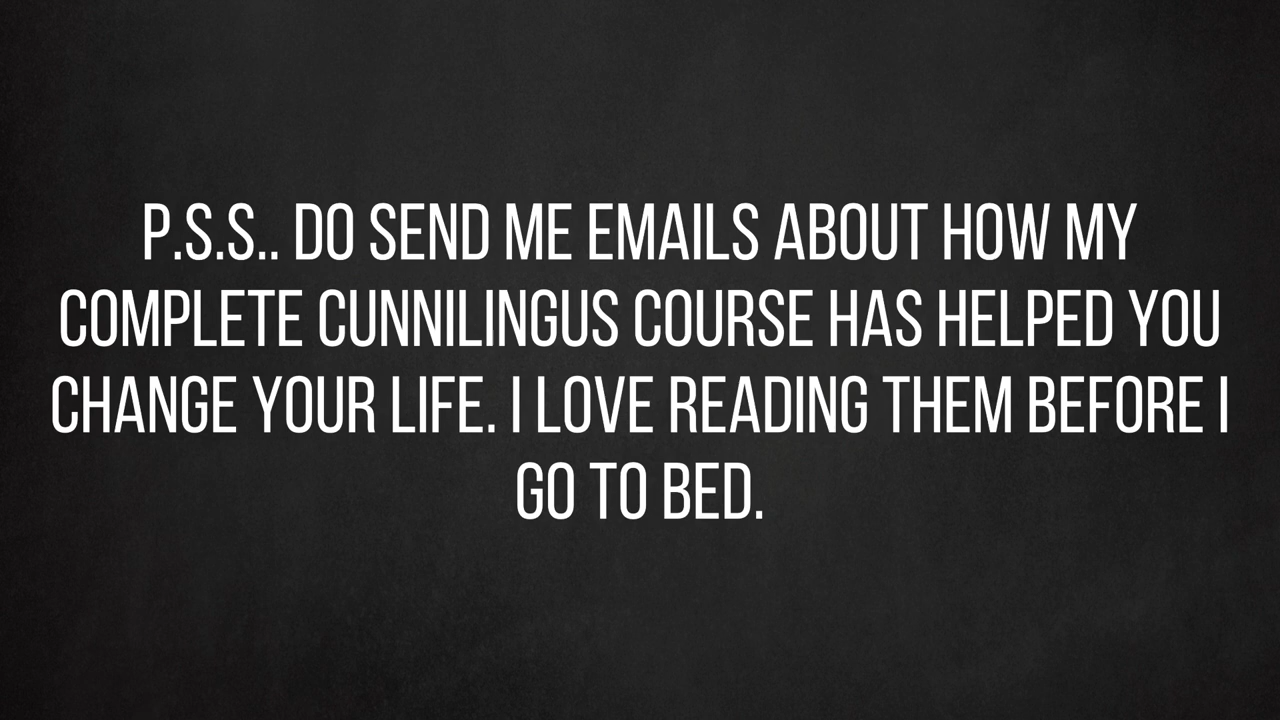 P.S.S.. DO SEND ME EMAILS ABOUT HOW MY
COMPLETE CUNNILINGUS COURSE HAS HELPED YOU
CHANGE YOUR LIFE. I LOVE READING THEM BEFORE I
GO TO BED.